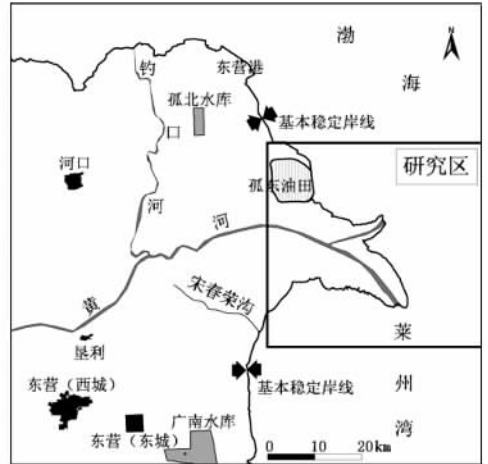 渤海
N
东营港
钓口河
孤北水库
基本稳定岸线
河口
研究区
孤东油田
黄河
宋春荣沟
垦利
莱州湾
东营（西城）
基本稳定岸线
东营（东城）
广南水库
0 10 20km